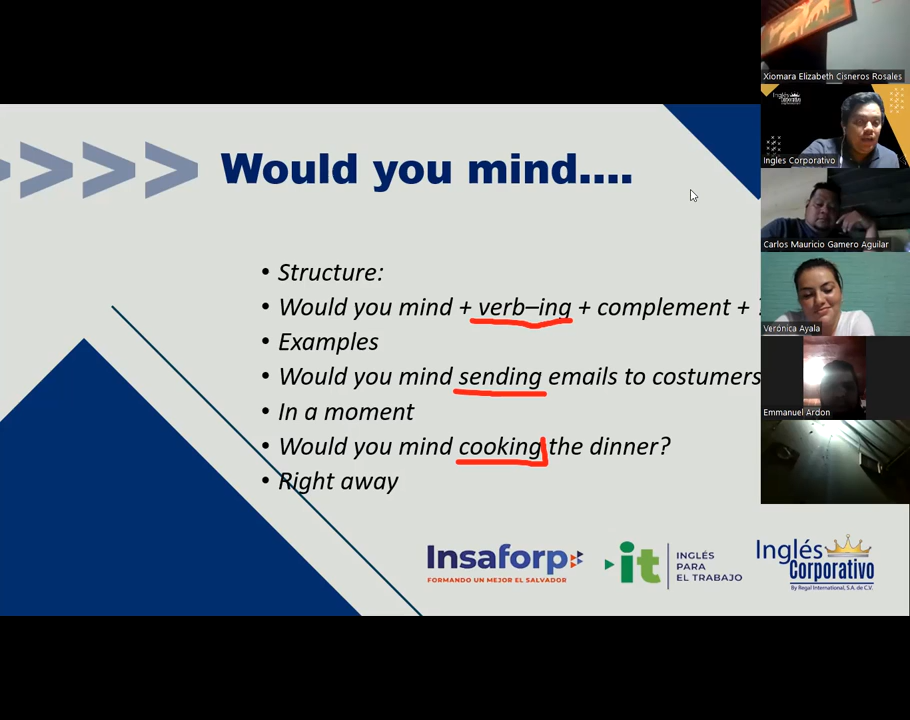 Would you mind....
• Structure:
• Would you mind + verb–ing + complement + ?
• Examples
• Would you mind sending emails to costumers
• In a moment
• Would you mind cooking the dinner?
• Right away
Insaforp
FORMANDO UN MEJOR EL SALVADOR
it
INGLÉS
PARA
EL TRABAJO
Inglés
Corporativo
By Regal International, S.A. de C.V.
Xiomara Elizabeth Cisneros Rosales
Inglés
Corporativo
Ingles Corporativo
Carlos Mauricio Gamero Aguilar
Verónica Ayala
Emmanuel Ardon